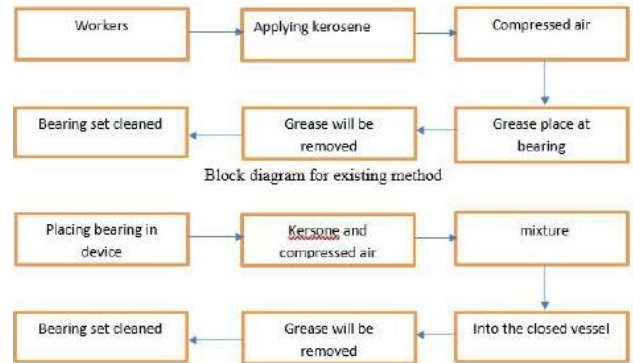 Workers
Applying kerosene
Compressed air
Bearing set cleaned
Grease will be
removed
Grease place at
bearing
Block diagram for existing method
Placing bearing in
device
Kersone and
compressed air
mixture
Bearing set cleaned
Grease will be
removed
Into the closed vessel